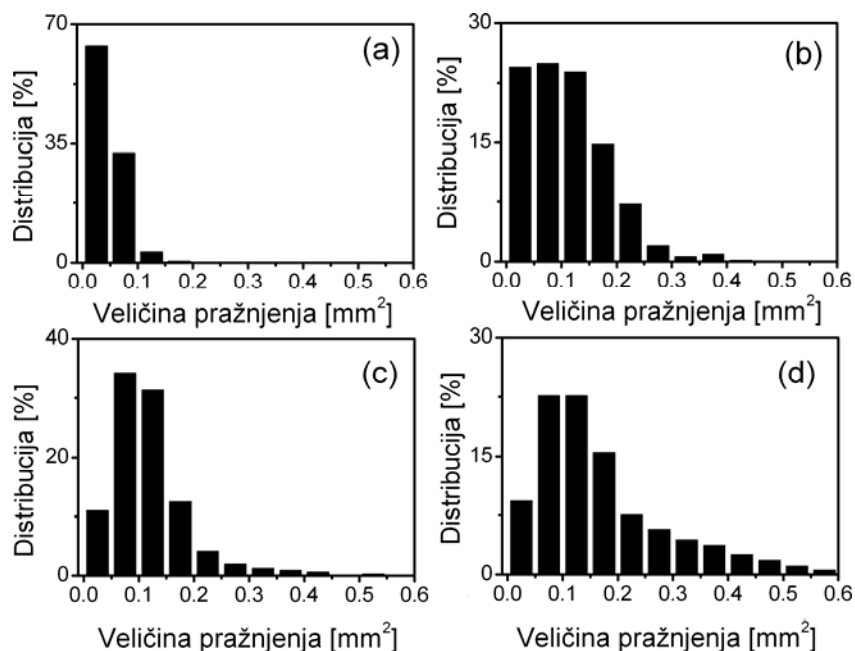 70
(a)
Distribucija [%]
35
0
0.0 0.1 0.2 0.3 0.4 0.5 0.6
Veličina pražnjenja [mm²]
30
(b)
Distribucija [%]
15
0
0.0 0.1 0.2 0.3 0.4 0.5 0.6
Veličina pražnjenja [mm²]
40
(c)
Distribucija [%]
20
0
0.0 0.1 0.2 0.3 0.4 0.5 0.6
Veličina pražnjenja [mm²]
30
(d)
Distribucija [%]
15
0
0.0 0.1 0.2 0.3 0.4 0.5 0.6
Veličina pražnjenja [mm²]